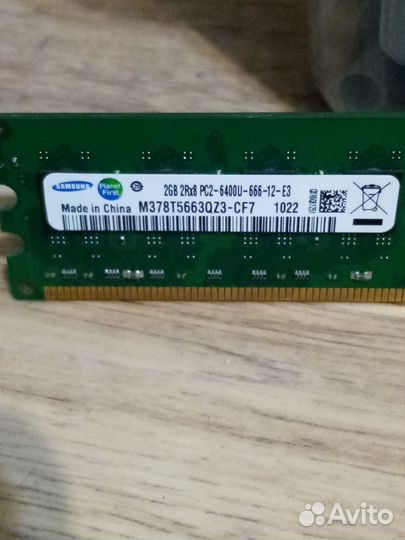 SAMSUNG
Planet First
2GB 2Rx8 PC2-6400U-666-12-E3
Made in China M378T5663QZ3-CF7 1022
Avito